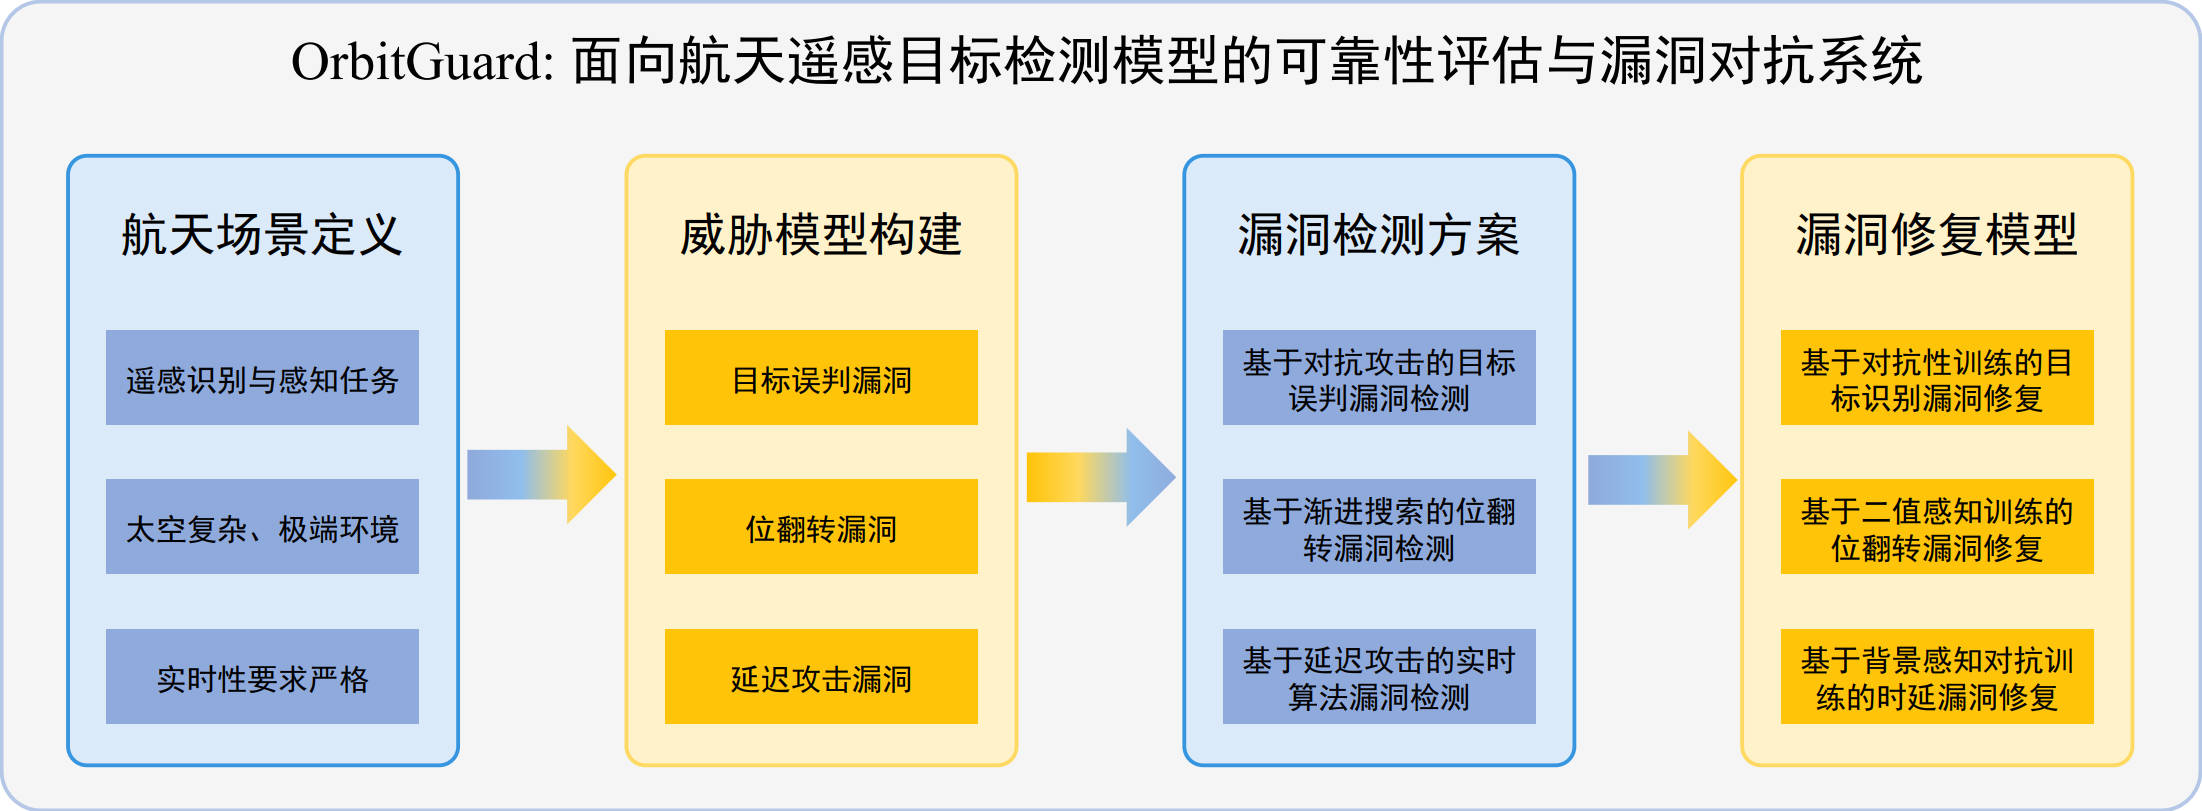 OrbitGuard: 面向航天遥感目标检测模型的可靠性评估与漏洞对抗系统
航天场景定义
遥感识别与感知任务
太空复杂、极端环境
实时性要求严格
威胁模型构建
目标误判漏洞
位翻转漏洞
延迟攻击漏洞
漏洞检测方案
基于对抗攻击的目标
误判漏洞检测
基于渐进搜索的位翻
转漏洞检测
基于延迟攻击的实时
算法漏洞检测
漏洞修复模型
基于对抗性训练的目
标识别漏洞修复
基于二值感知训练的
位翻转漏洞修复
基于背景感知对抗训
练的时延漏洞修复